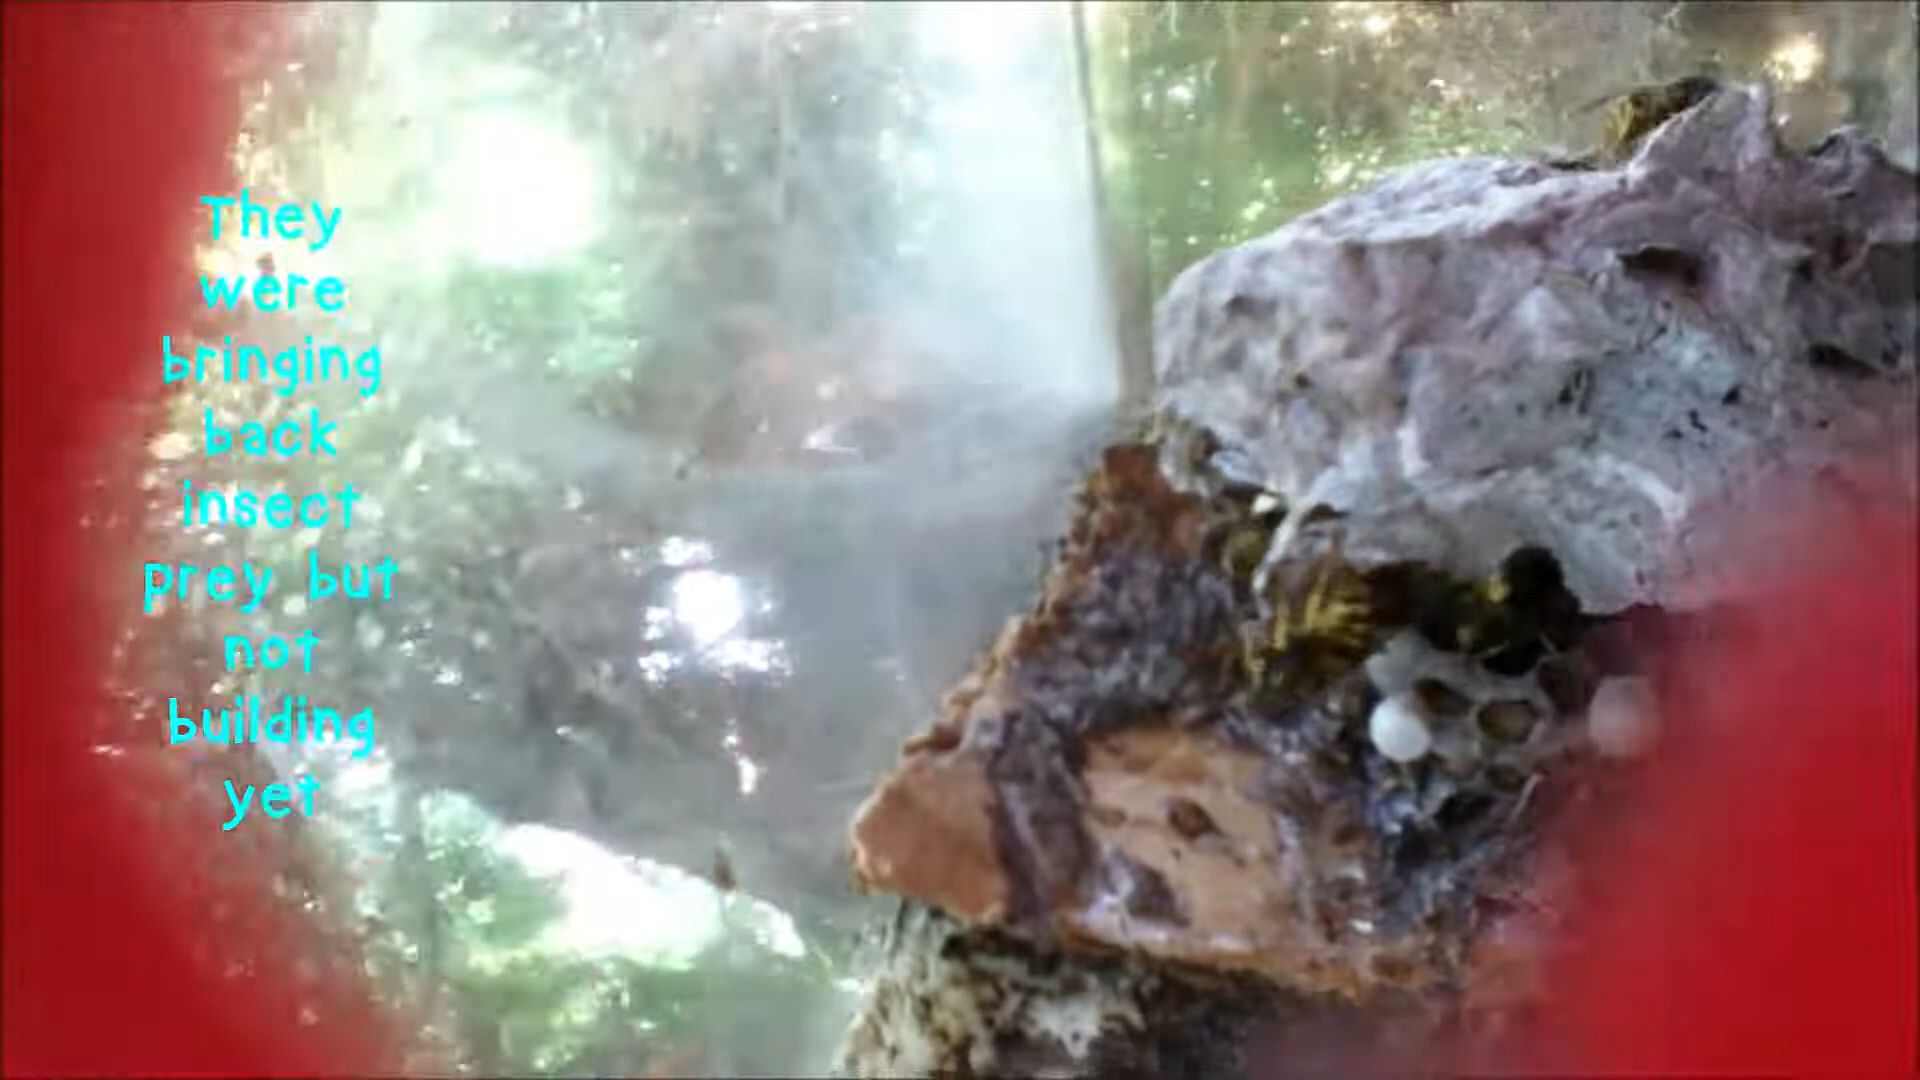 They
were
bringing
back
insect
prey but
not
building
yet